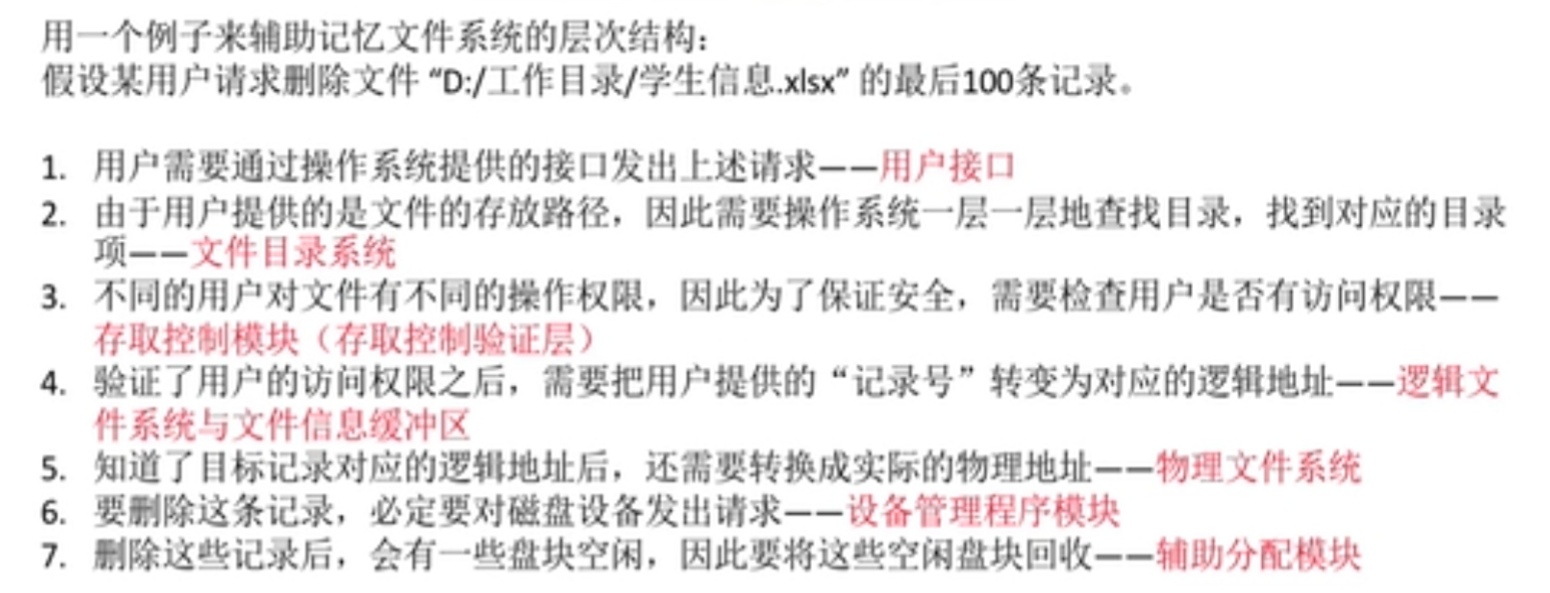 用一个例子来辅助记忆文件系统的层次结构：
假设某用户请求删除文件 “D:/工作目录/学生信息.xlsx” 的最后100条记录。
1. 用户需要通过操作系统提供的接口发出上述请求——用户接口
2. 由于用户提供的是文件的存放路径，因此需要操作系统一层一层地查找目录，找到对应的目录
项——文件目录系统
3. 不同的用户对文件有不同的操作权限，因此为了保证安全，需要检查用户是否有访问权限——
存取控制模块（存取控制验证层）
4. 验证了用户的访问权限之后，需要把用户提供的“记录号”转变为对应的逻辑地址——逻辑文
件系统与文件信息缓冲区
5. 知道了目标记录对应的逻辑地址后，还需要转换成实际的物理地址——物理文件系统
6. 要删除这条记录，必定要对磁盘设备发出请求——设备管理程序模块
7. 删除这些记录后，会有一些盘块空闲，因此要将这些空闲盘块回收——辅助分配模块